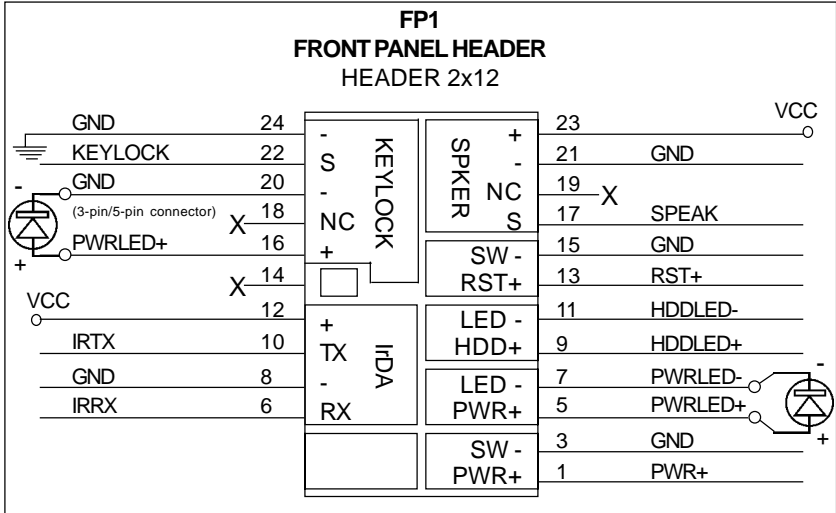 FP1
FRONT PANEL HEADER
HEADER 2x12
VCC
GND 24 - + 23
KEYLOCK 22 S - 21 GND
- GND 20 - NC 19 X
(3-pin/5-pin connector) X 18 NC S 17 SPEAK
KEYLOCK
SPKER
+ PWRLED+ 16 + SW - 15 GND
X 14 RST+ 13 RST+
VCC 12 + LED - 11 HDDLED-
IRTX 10 TX HDD+ 9 HDDLED+
IrDA
GND 8 - LED - 7 PWRLED- -
IRRX 6 RX PWR+ 5 PWRLED+ +
SW - 3 GND
PWR+ 1 PWR+